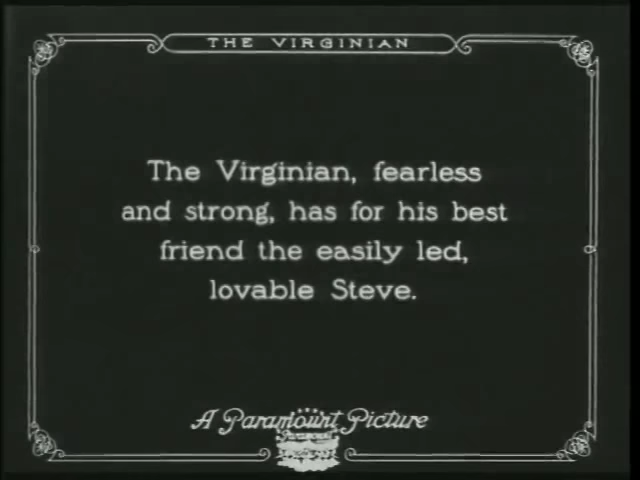 THE VIRGINIAN
The Virginian, fearless
and strong, has for his best
friend the easily led,
lovable Steve.
A Paramount Picture